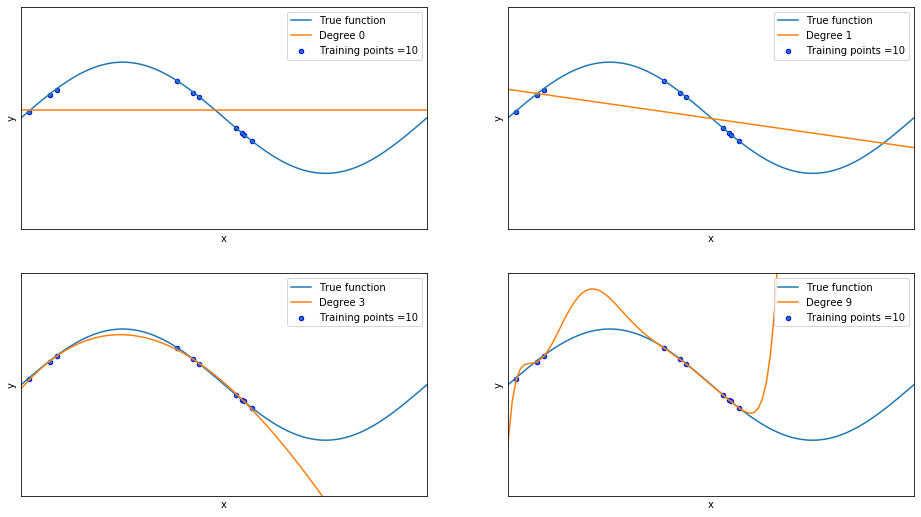 True function
Degree 0
Training points =10
y
x
True function
Degree 1
Training points =10
y
x
True function
Degree 3
Training points =10
y
x
True function
Degree 9
Training points =10
y
x